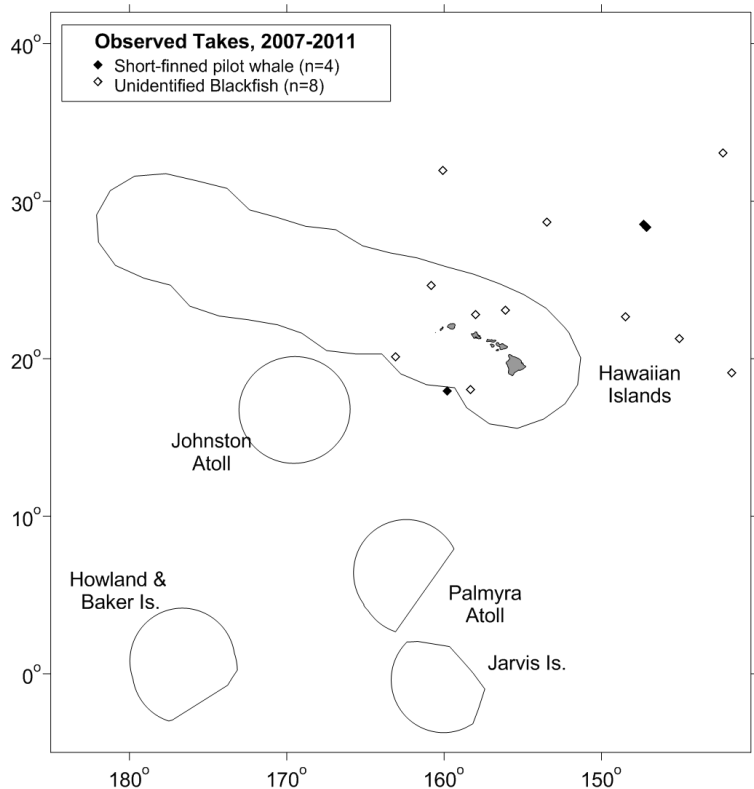 Observed Takes, 2007-2011
Short-finned pilot whale (n=4)
Unidentified Blackfish (n=8)
40°
30°
20°
10°
0°
Hawaiian
Islands
Johnston
Atoll
Howland &
Baker Is.
Palmyra
Atoll
Jarvis Is.
180°
170°
160°
150°